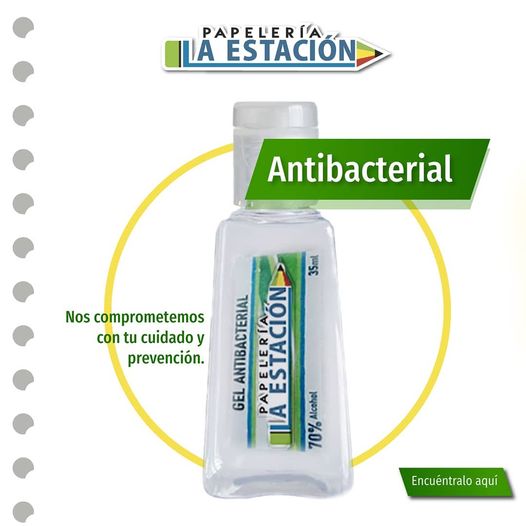 PAPELERÍA
LA ESTACIÓN
Antibacterial
Nos comprometemos
con tu cuidado y
prevención.
GEL ANTIBACTERIAL
PAPELERÍA
LA ESTACIÓN
35ml
70% Alcohol
Encuéntralo aquí